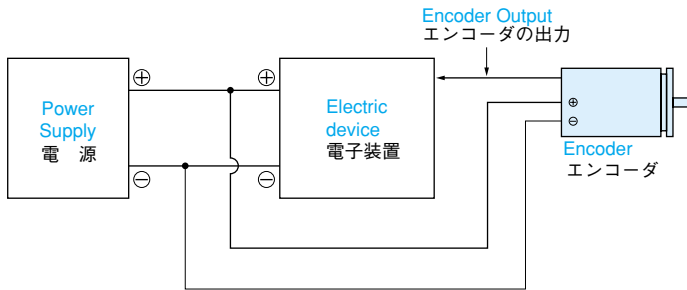 Encoder Output
エンコーダの出力
⊕
⊕
Power
Supply
電　源
Electric
device
電子装置
⊕
⊖
Encoder
エンコーダ
⊖
⊖